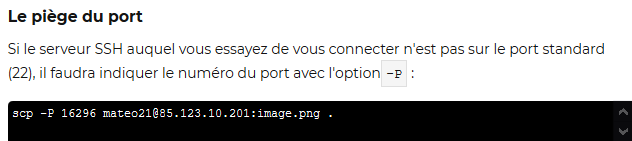 Le piège du port
Si le serveur SSH auquel vous essayez de vous connecter n'est pas sur le port standard
(22), il faudra indiquer le numéro du port avec l'option -P :
scp -P 16296 mateo21@85.123.10.201:image.png .